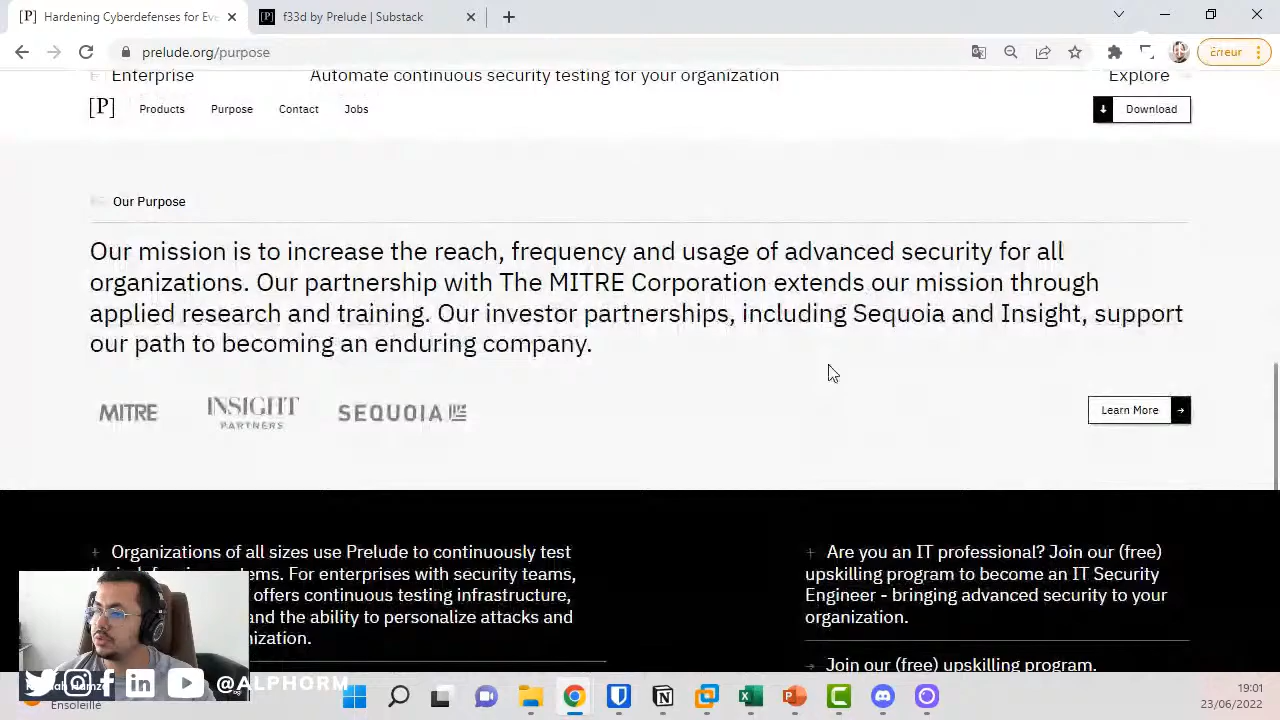 [P] Hardening Cyberdefenses for Eve
[P] f33d by Prelude | Substack
prelude.org/purpose
Erreur
Enterprise
Automate continuous security testing for your organization
Explore
[P]
Products
Purpose
Contact
Jobs
Download
Our Purpose
Our mission is to increase the reach, frequency and usage of advanced security for all
organizations. Our partnership with The MITRE Corporation extends our mission through
applied research and training. Our investor partnerships, including Sequoia and Insight, support
our path to becoming an enduring company.
MITRE
INSIGHT
PARTNERS
SEQUOIA
Learn More
+ Organizations of all sizes use Prelude to continuously test
ems. For enterprises with security teams,
offers continuous testing infrastructure,
and the ability to personalize attacks and
nization.
+ Are you an IT professional? Join our (free)
upskilling program to become an IT Security
Engineer - bringing advanced security to your
organization.
Join our (free) upskilling program.
@ALPHORM
Ensoleillé
19:01
23/06/2022